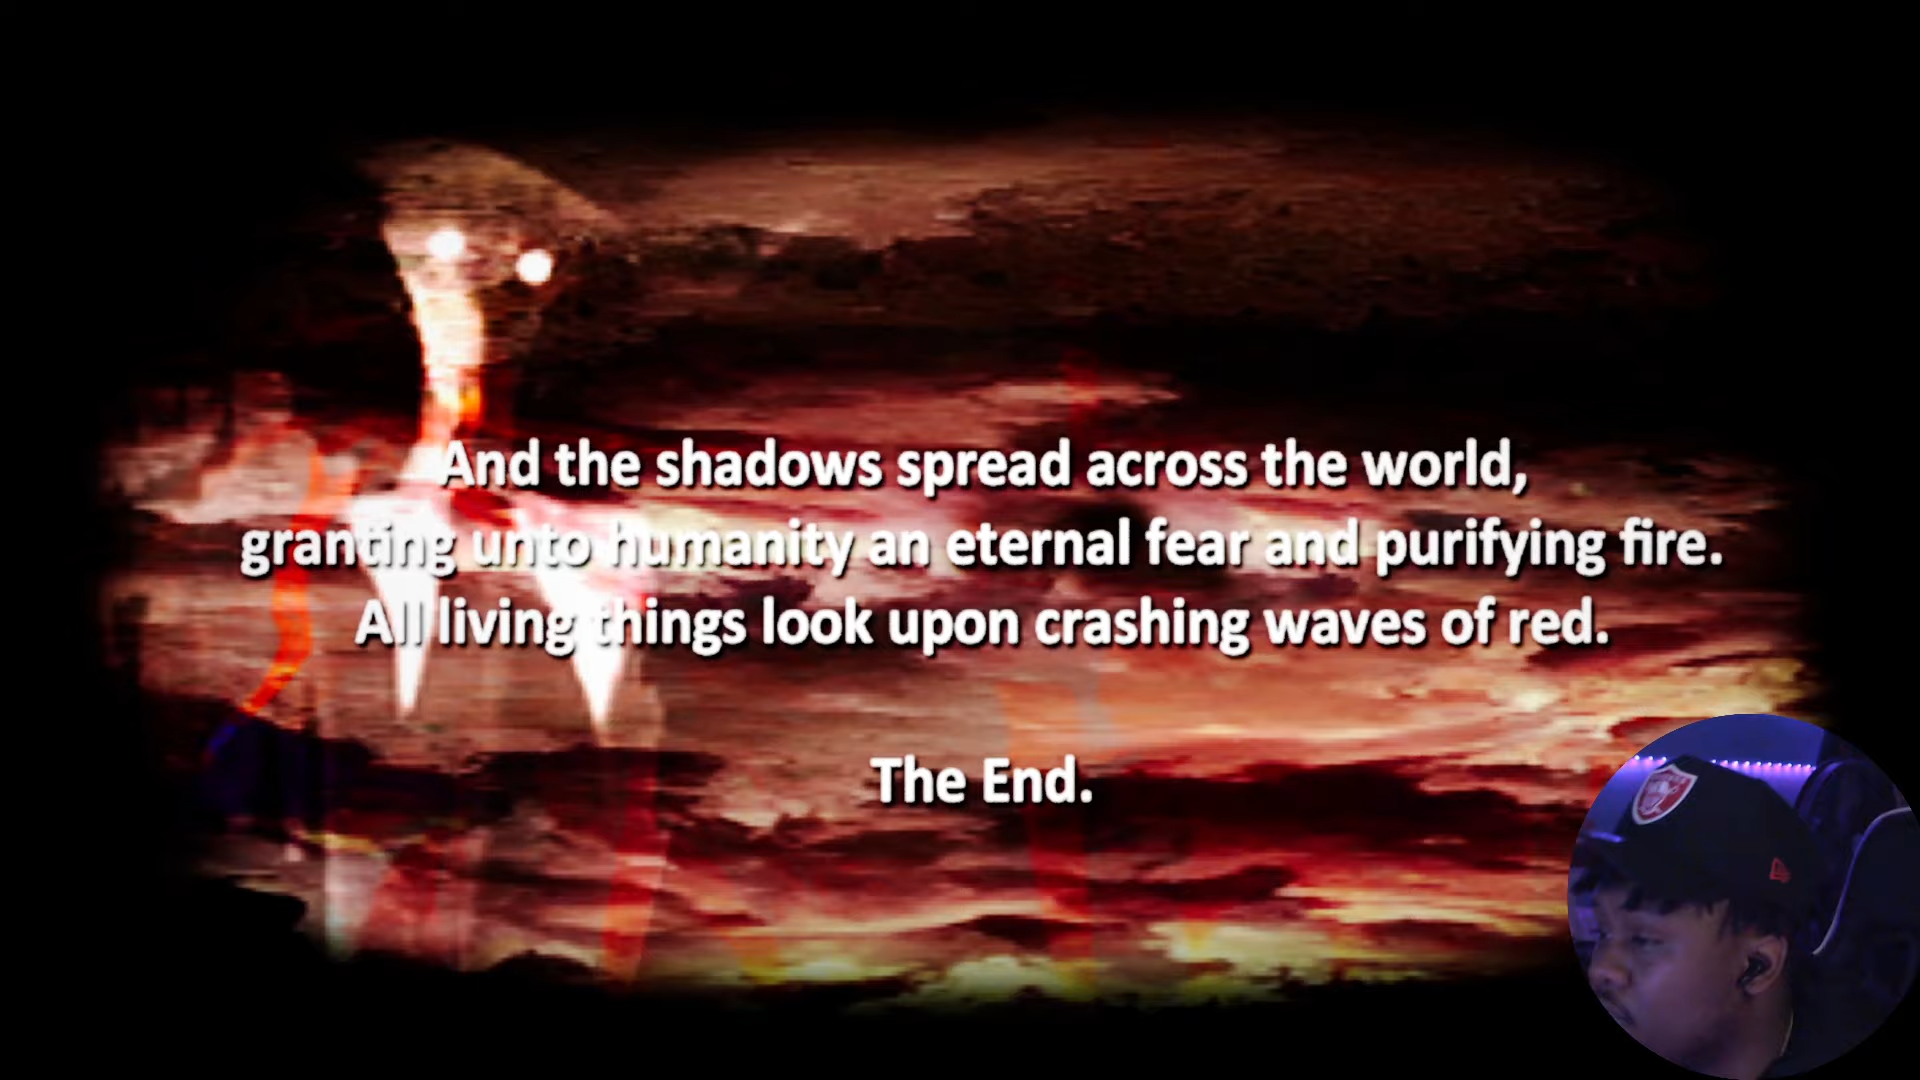 And the shadows spread across the world,
granting unto humanity an eternal fear and purifying fire.
All living things look upon crashing waves of red.
The End.